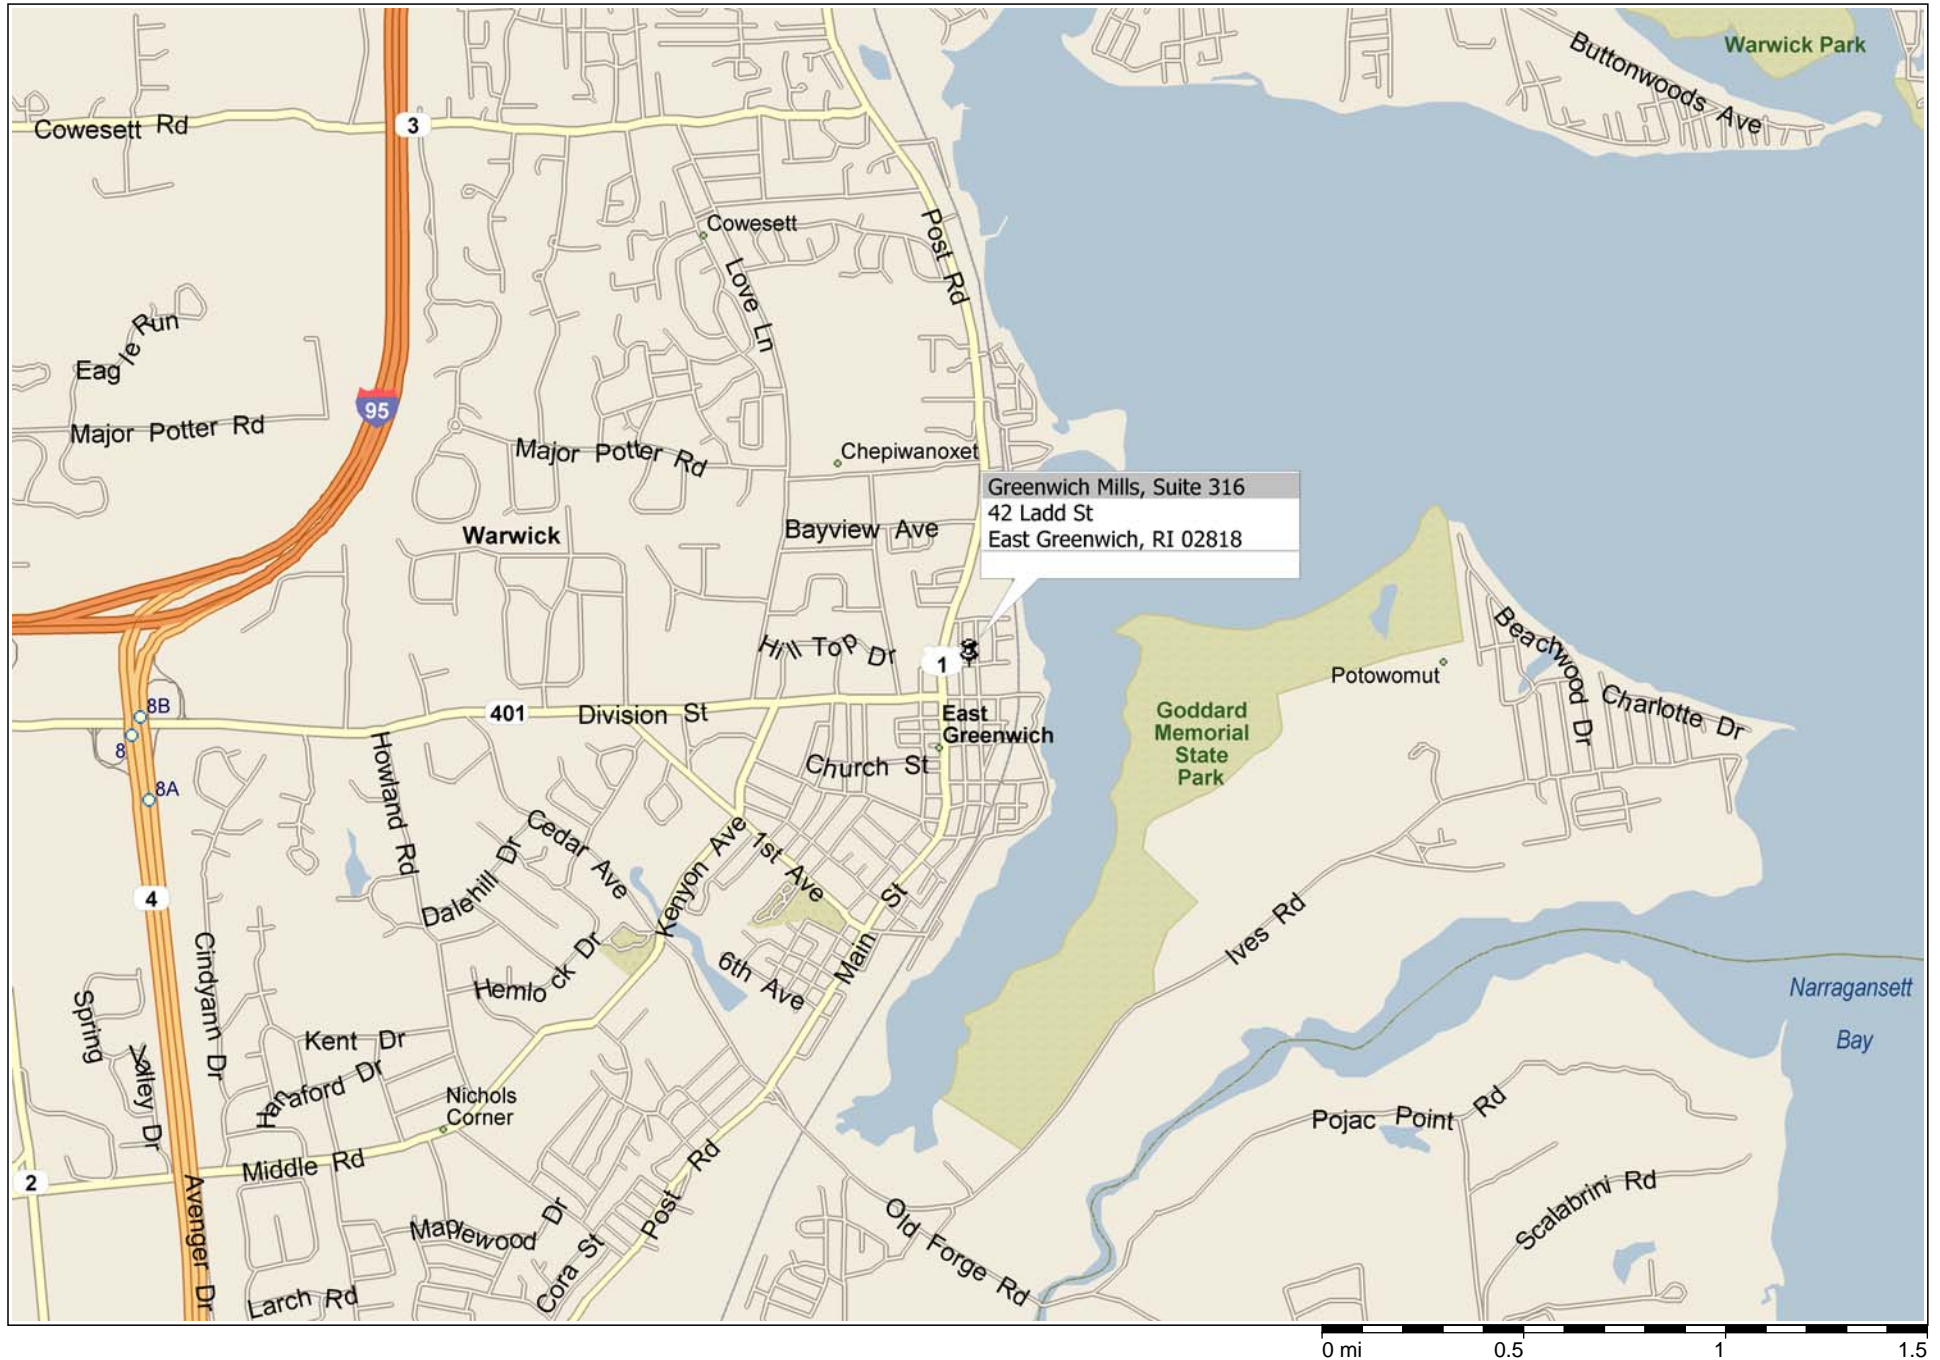 Warwick Park
Buttonwoods Ave
Cowesett Rd
3
Post Rd
Cowesett
Love Ln
Eagle Run
95
Major Potter Rd
Major Potter Rd
Chepiwanoxet
Greenwich Mills, Suite 316
42 Ladd St
East Greenwich, RI 02818
Warwick
Bayview Ave
Hill Top Dr
1
Beachwood Dr
Potowomut
Charlotte Dr
8B
401
Division St
East
Greenwich
Goddard
Memorial
State
Park
8
Howland Rd
Church St
8A
Cedar Ave
Kenyon Ave
1st Ave
Dalehill Dr
4
Main St
Ives Rd
Cindyann Dr
Hemlock Dr
6th Ave
Narragansett
Bay
Spring
Valley Dr
Kent Dr
Hanaford Dr
Nichols
Corner
Pojac Point Rd
Middle Rd
2
Post Rd
Avenger Dr
Scalabrini Rd
Maplewood Dr
Old Forge Rd
Cora St
Larch Rd
0 mi 0.5 1 1.5